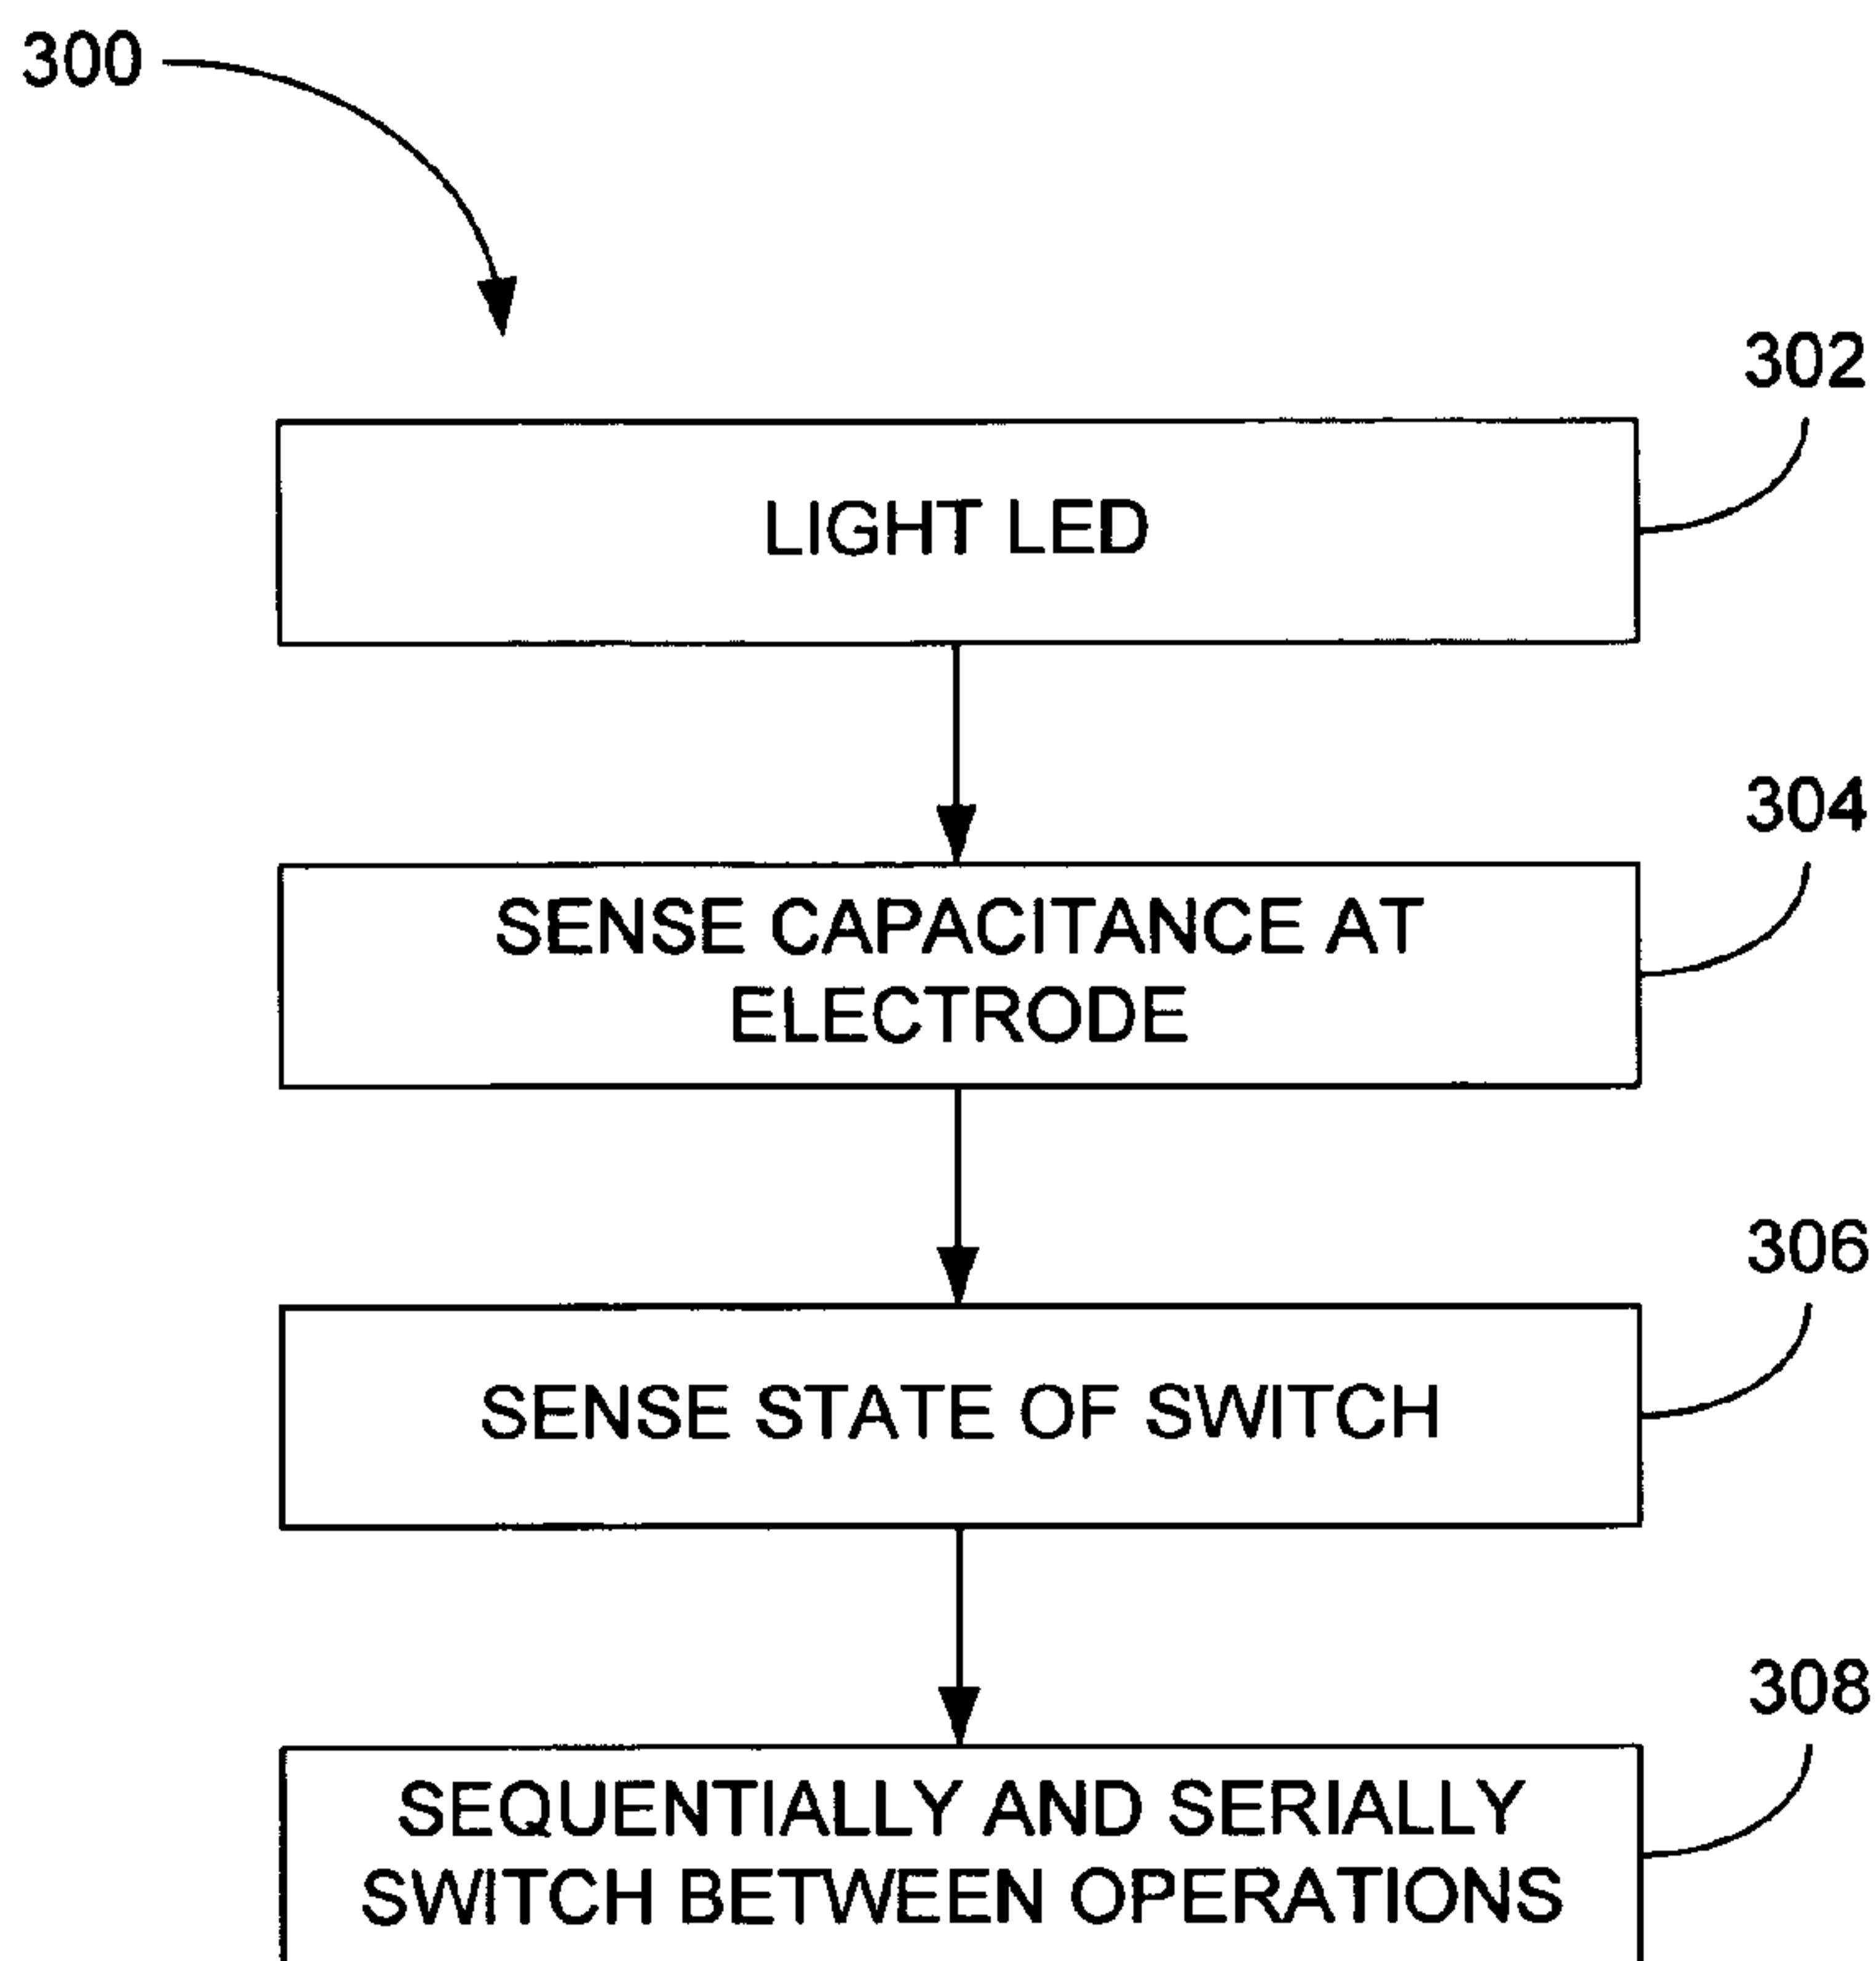 300
302
LIGHT LED
304
SENSE CAPACITANCE AT
ELECTRODE
306
SENSE STATE OF SWITCH
308
SEQUENTIALLY AND SERIALLY
SWITCH BETWEEN OPERATIONS